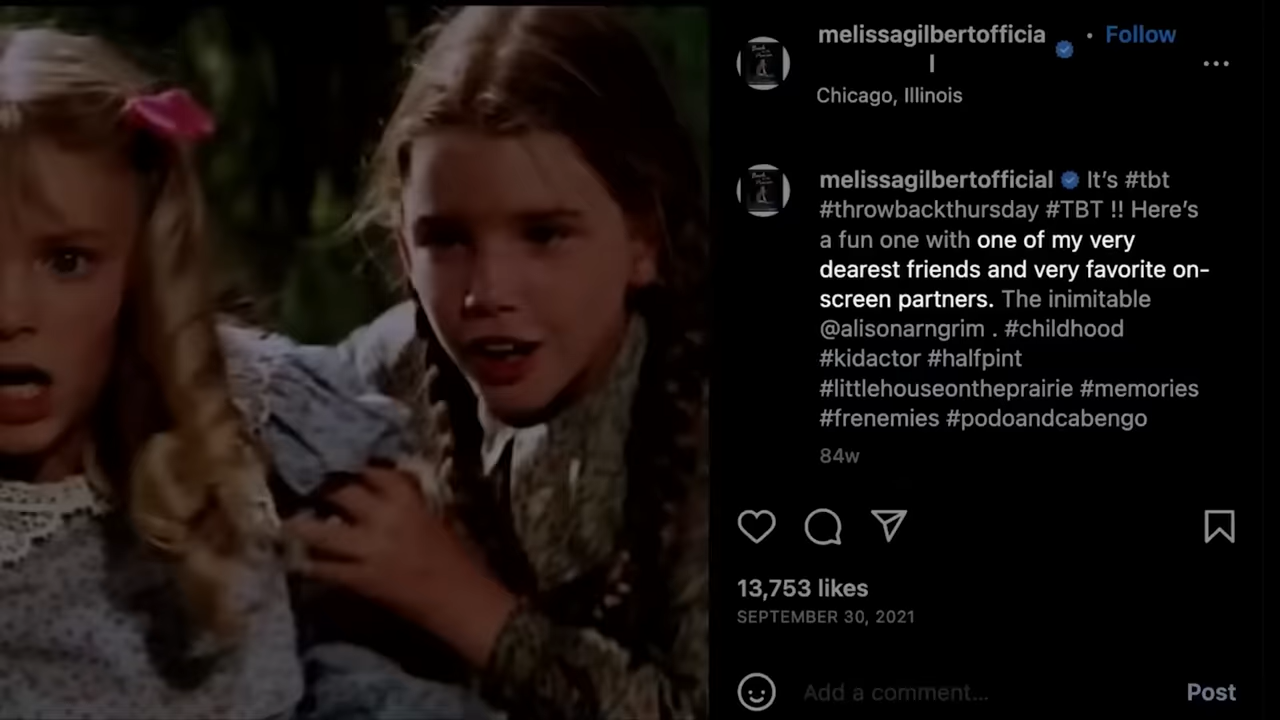 melissagilbertofficia
l
• Follow
Chicago, Illinois
melissagilbertofficial It’s #tbt
#throwbackthursday #TBT !! Here’s
a fun one with one of my very
dearest friends and very favorite on-
screen partners. The inimitable
@alisonarngrim . #childhood
#kidactor #halfpint
#littlehouseontheprairie #memories
#frenemies #podoandcabengo
84w
13,753 likes
SEPTEMBER 30, 2021
Add a comment...
Post